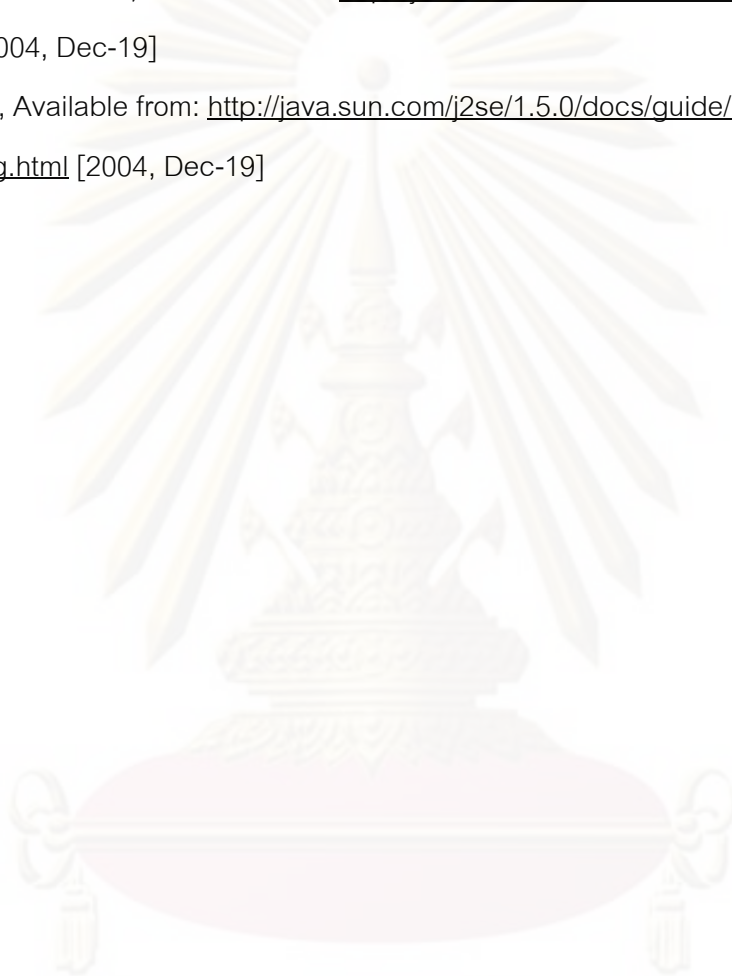 004, Dec-19]
, Available from: http://java.sun.com/j2se/1.5.0/docs/guide/
g.html [2004, Dec-19]